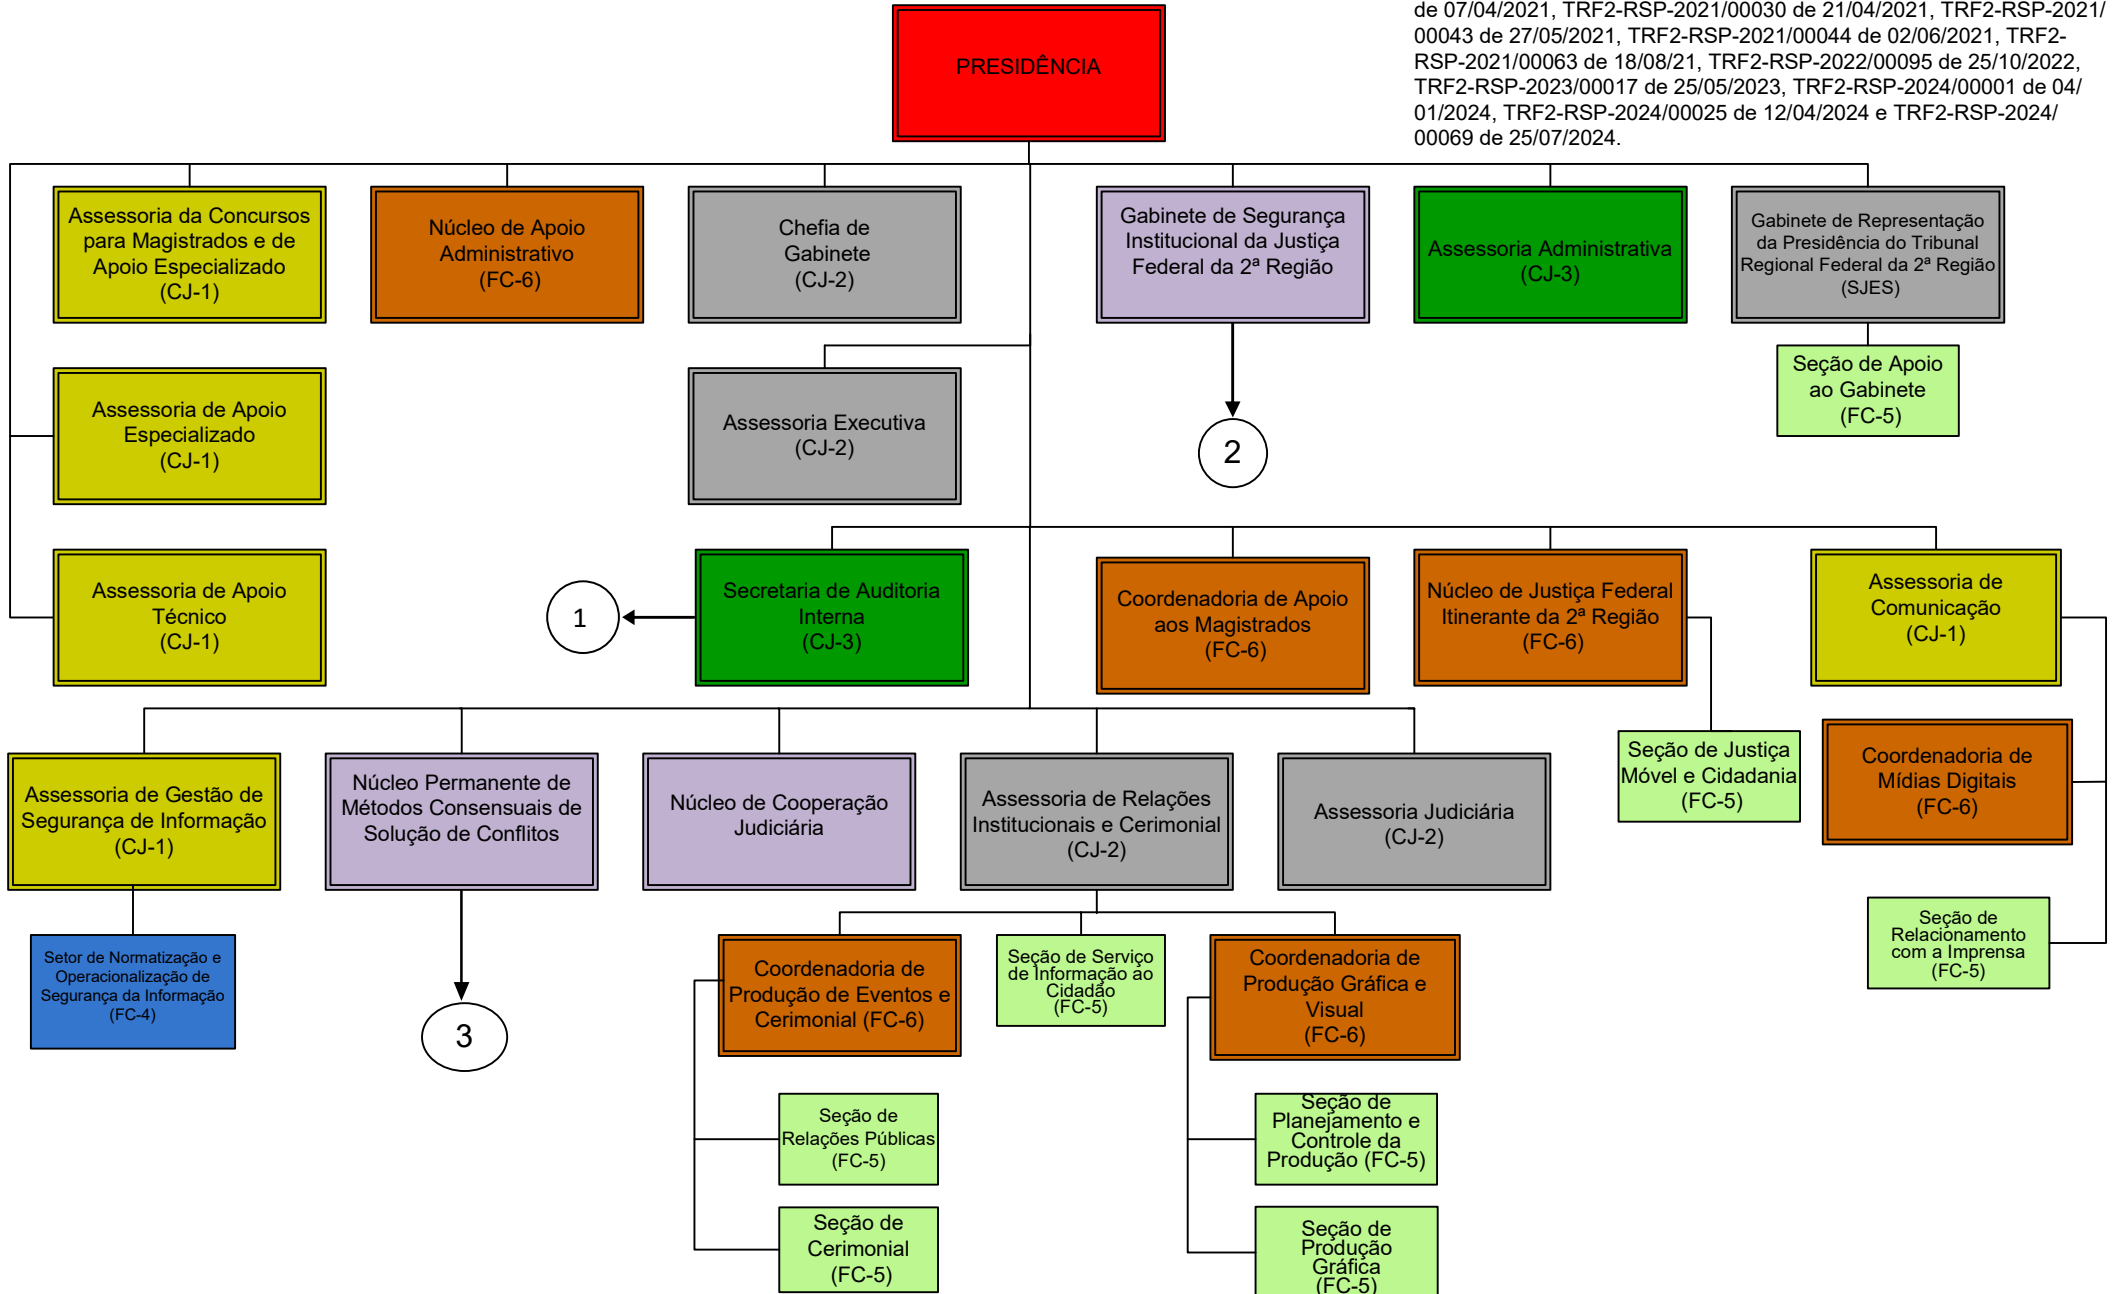 de 07/04/2021, TRF2-RSP-2021/00030 de 21/04/2021, TRF2-RSP-2021/
00043 de 27/05/2021, TRF2-RSP-2021/00044 de 02/06/2021, TRF2-
RSP-2021/00063 de 18/08/21, TRF2-RSP-2022/00095 de 25/10/2022,
TRF2-RSP-2023/00017 de 25/05/2023, TRF2-RSP-2024/00001 de 04/
01/2024, TRF2-RSP-2024/00025 de 12/04/2024 e TRF2-RSP-2024/
00069 de 25/07/2024.
PRESIDÊNCIA
Assessoria da Concursos
para Magistrados e de
Apoio Especializado
(CJ-1)
Núcleo de Apoio
Administrativo
(FC-6)
Chefia de
Gabinete
(CJ-2)
Gabinete de Segurança
Institucional da Justiça
Federal da 2ª Região
Assessoria Administrativa
(CJ-3)
Gabinete de Representação
da Presidência do Tribunal
Regional Federal da 2ª Região
(SJES)
Assessoria de Apoio
Especializado
(CJ-1)
Assessoria Executiva
(CJ-2)
2
Seção de Apoio
ao Gabinete
(FC-5)
Assessoria de Apoio
Técnico
(CJ-1)
1
Secretaria de Auditoria
Interna
(CJ-3)
Coordenadoria de Apoio
aos Magistrados
(FC-6)
Núcleo de Justiça Federal
Itinerante da 2ª Região
(FC-6)
Assessoria de
Comunicação
(CJ-1)
Assessoria de Gestão de
Segurança de Informação
(CJ-1)
Núcleo Permanente de
Métodos Consensuais de
Solução de Conflitos
Núcleo de Cooperação
Judiciária
Assessoria de Relações
Institucionais e Cerimonial
(CJ-2)
Assessoria Judiciária
(CJ-2)
Seção de Justiça
Móvel e Cidadania
(FC-5)
Coordenadoria de
Mídias Digitais
(FC-6)
Setor de Normatização e
Operacionalização de
Segurança da Informação
(FC-4)
3
Coordenadoria de
Produção de Eventos e
Cerimonial (FC-6)
Seção de Serviço
de Informação ao
Cidadão
(FC-5)
Coordenadoria de
Produção Gráfica e
Visual
(FC-6)
Seção de
Relacionamento
com a Imprensa
(FC-5)
Seção de
Relações Públicas
(FC-5)
Seção de
Planejamento e
Controle da
Produção (FC-5)
Seção de
Cerimonial
(FC-5)
Seção de
Produção
Gráfica
(FC-5)